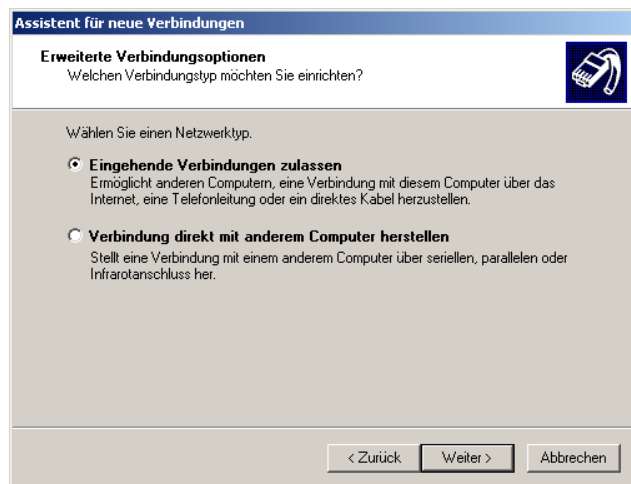 Assistent für neue Verbindungen
Erweiterte Verbindungsoptionen
Welchen Verbindungstyp möchten Sie einrichten?
Wählen Sie einen Netzwerktyp.
Eingehende Verbindungen zulassen
Ermöglicht anderen Computern, eine Verbindung mit diesem Computer über das
Internet, eine Telefonleitung oder ein direktes Kabel herzustellen.
Verbindung direkt mit anderem Computer herstellen
Stellt eine Verbindung mit einem anderem Computer über seriellen, parallelen oder
Infrarotanschluss her.
< Zurück Weiter > Abbrechen